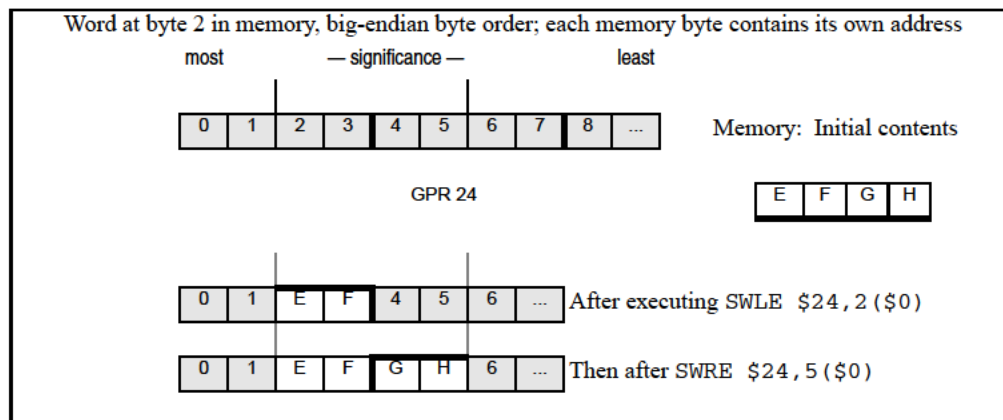 Word at byte 2 in memory, big-endian byte order; each memory byte contains its own address
most — significance — least
0 1 2 3 4 5 6 7 8 ... Memory: Initial contents
GPR 24 E F G H
0 1 E F 4 5 6 ... After executing SWLE $24,2($0)
0 1 E F G H 6 ... Then after SWRE $24,5($0)